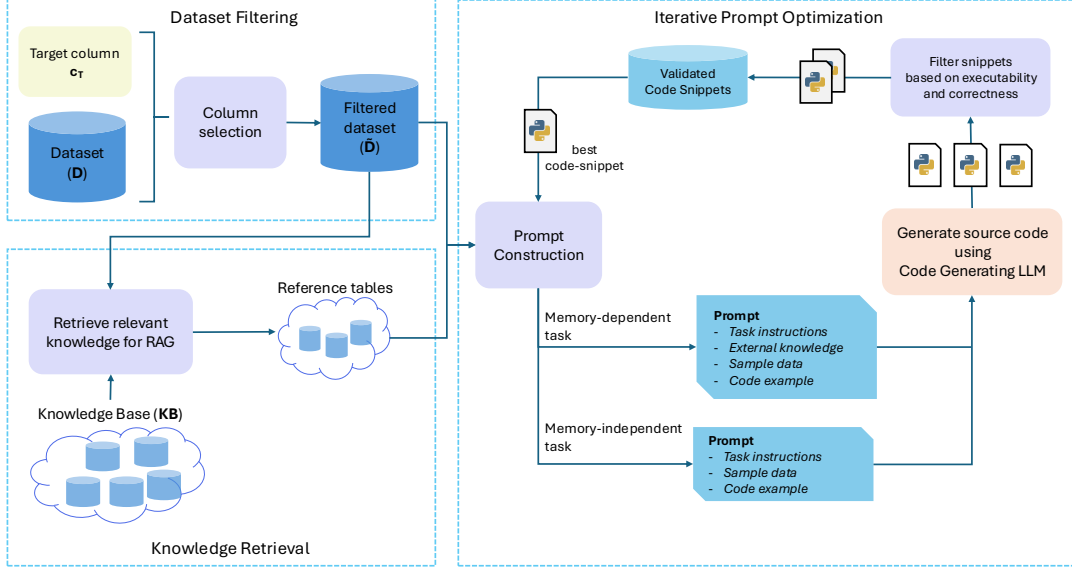 Dataset Filtering
Target column
c_T
Dataset
(D)
Column
selection
Filtered
dataset
(D̃)
Knowledge Retrieval
Retrieve relevant
knowledge for RAG
Reference tables
Knowledge Base (KB)
Iterative Prompt Optimization
Validated
Code Snippets
Filter snippets
based on executability
and correctness
best
code-snippet
Prompt
Construction
Generate source code
using
Code Generating LLM
Memory-dependent
task
Prompt
- Task instructions
- External knowledge
- Sample data
- Code example
Memory-independent
task
Prompt
- Task instructions
- Sample data
- Code example